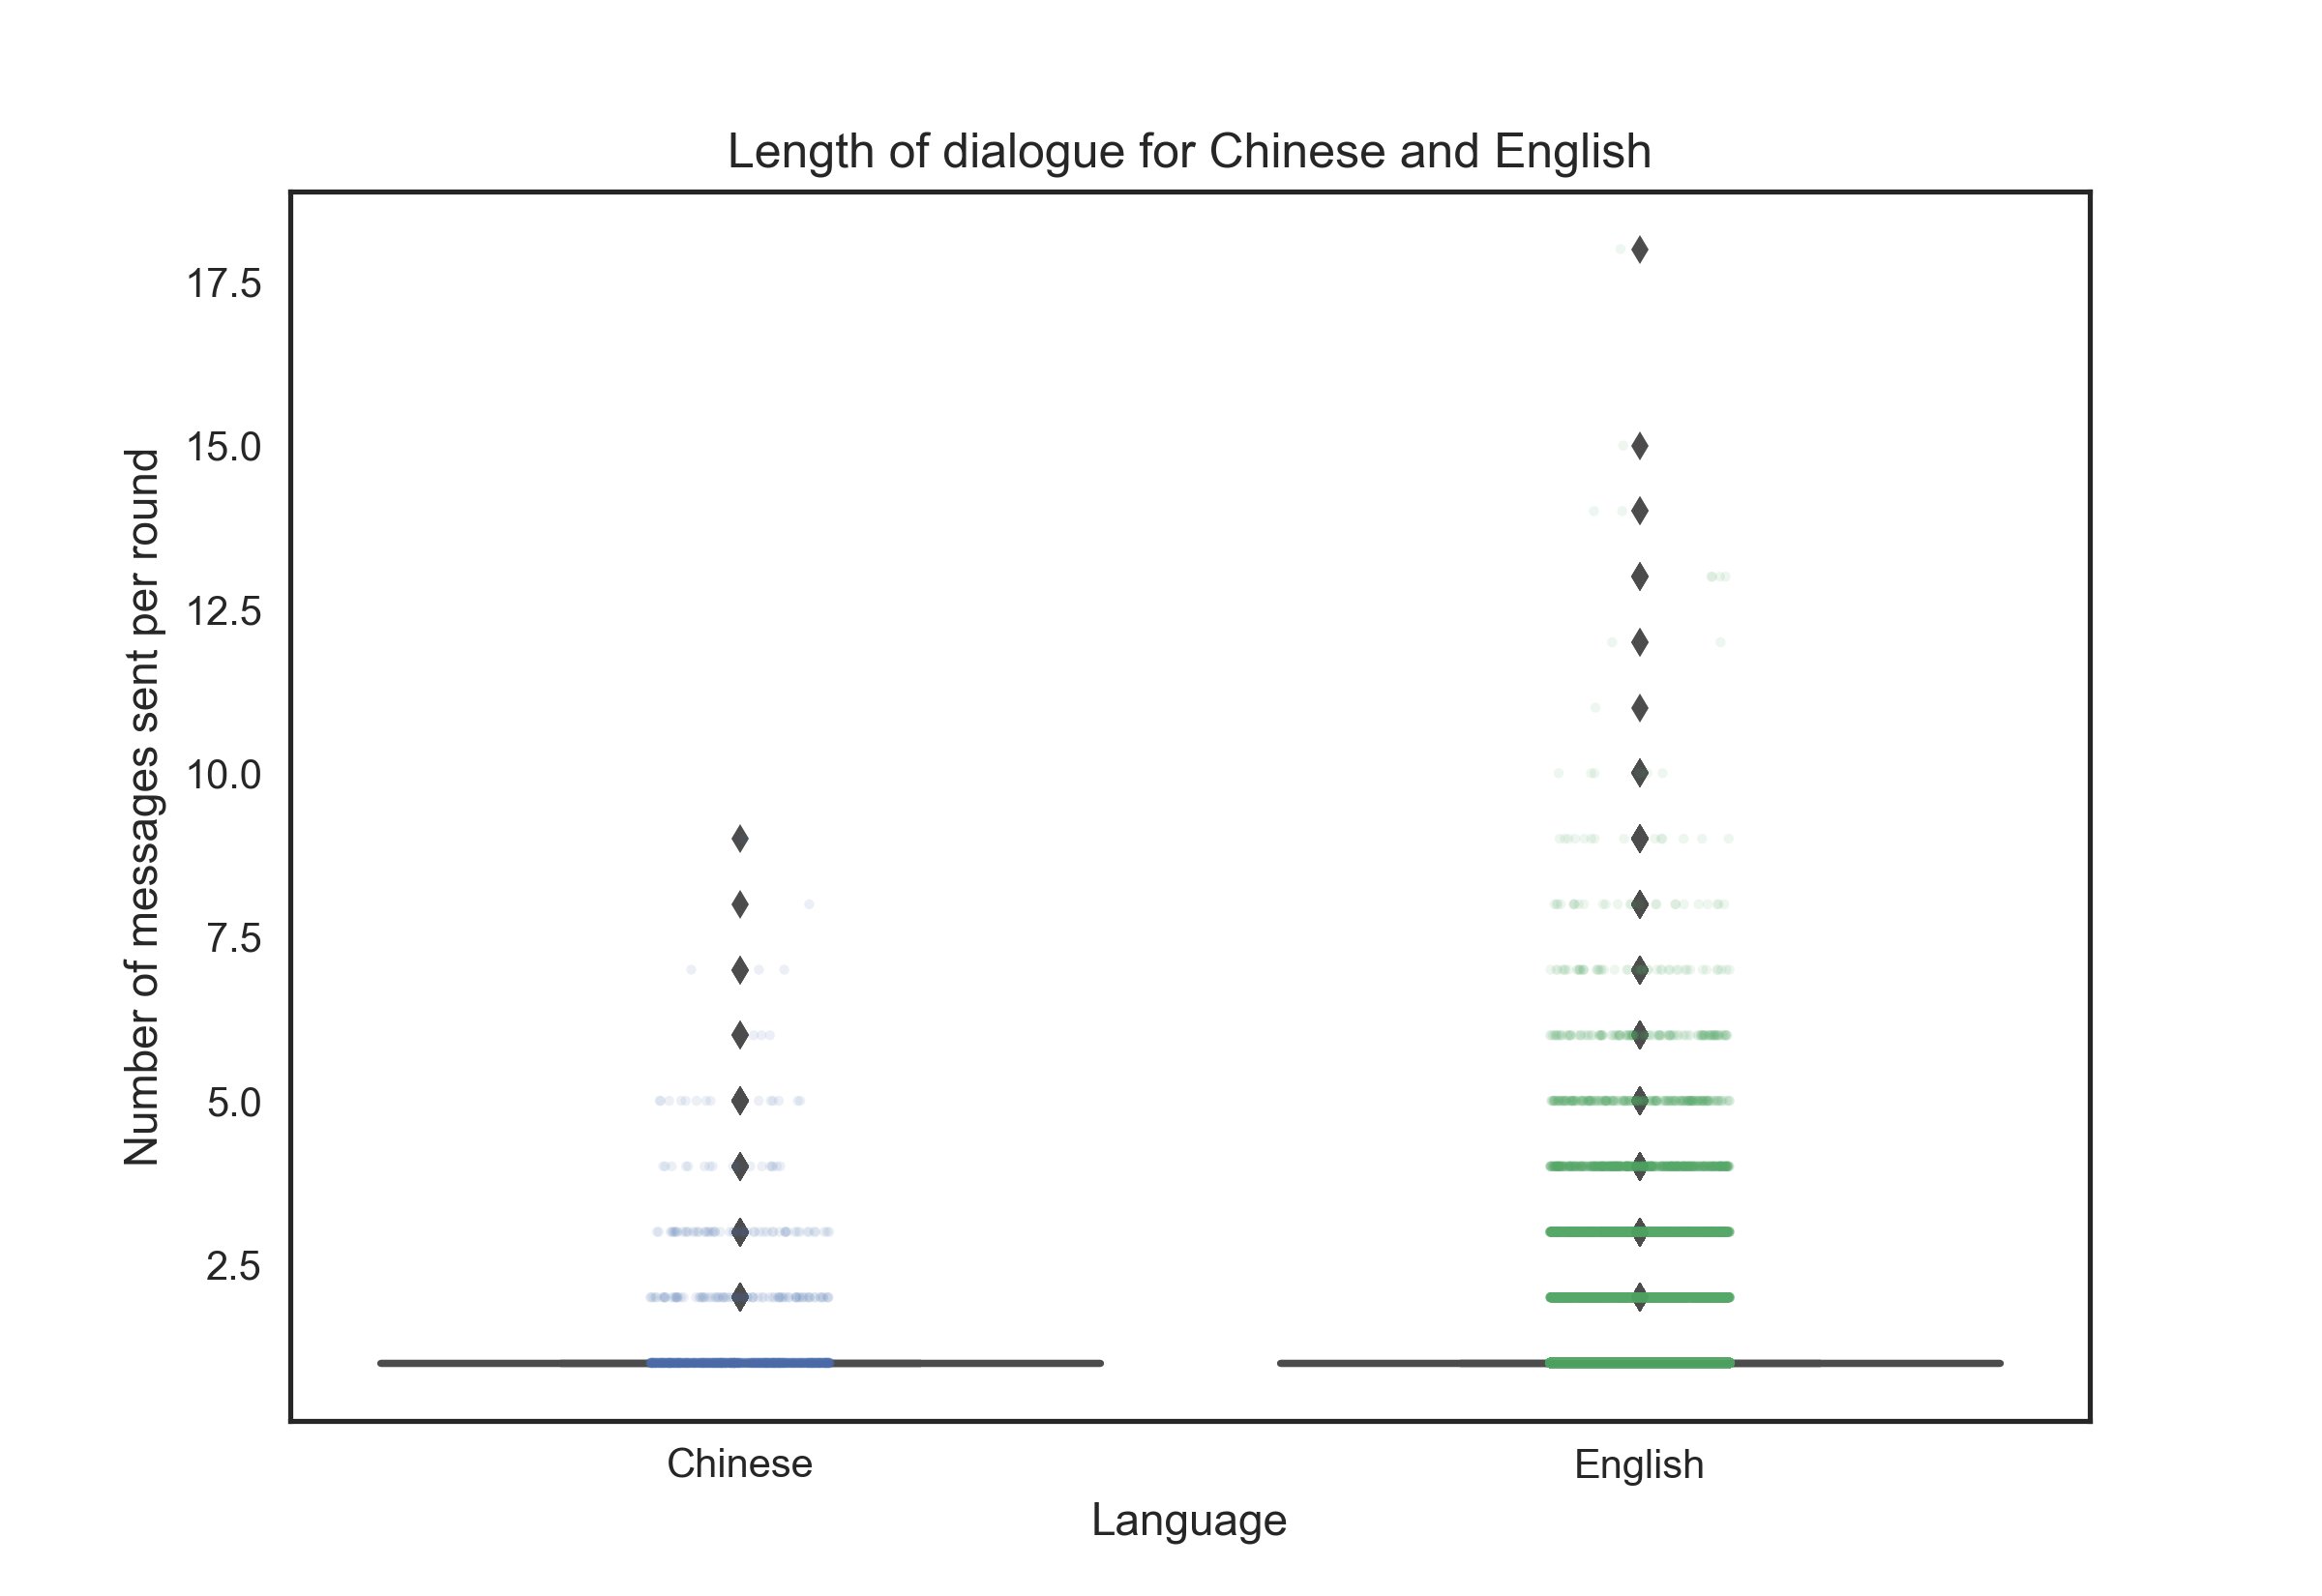 Length of dialogue for Chinese and English
Number of messages sent per round
17.5
15.0
12.5
10.0
7.5
5.0
2.5
Chinese
English
Language